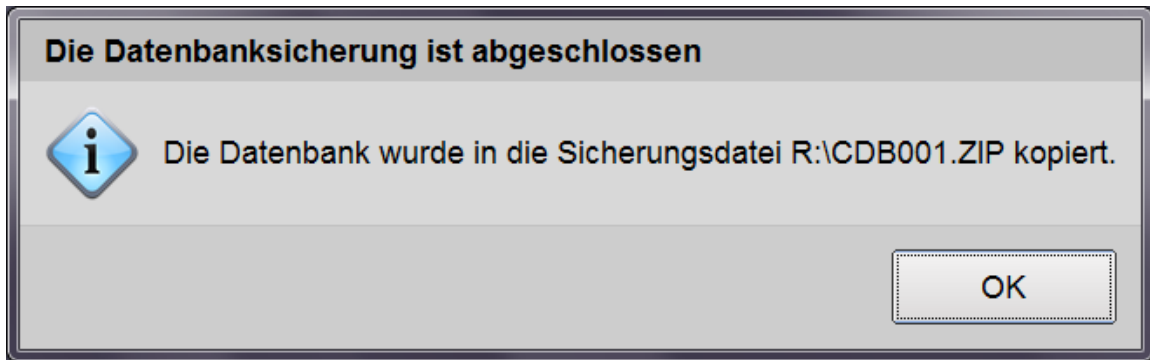 Die Datenbanksicherung ist abgeschlossen
Die Datenbank wurde in die Sicherungsdatei R:\CDB001.ZIP kopiert.
OK